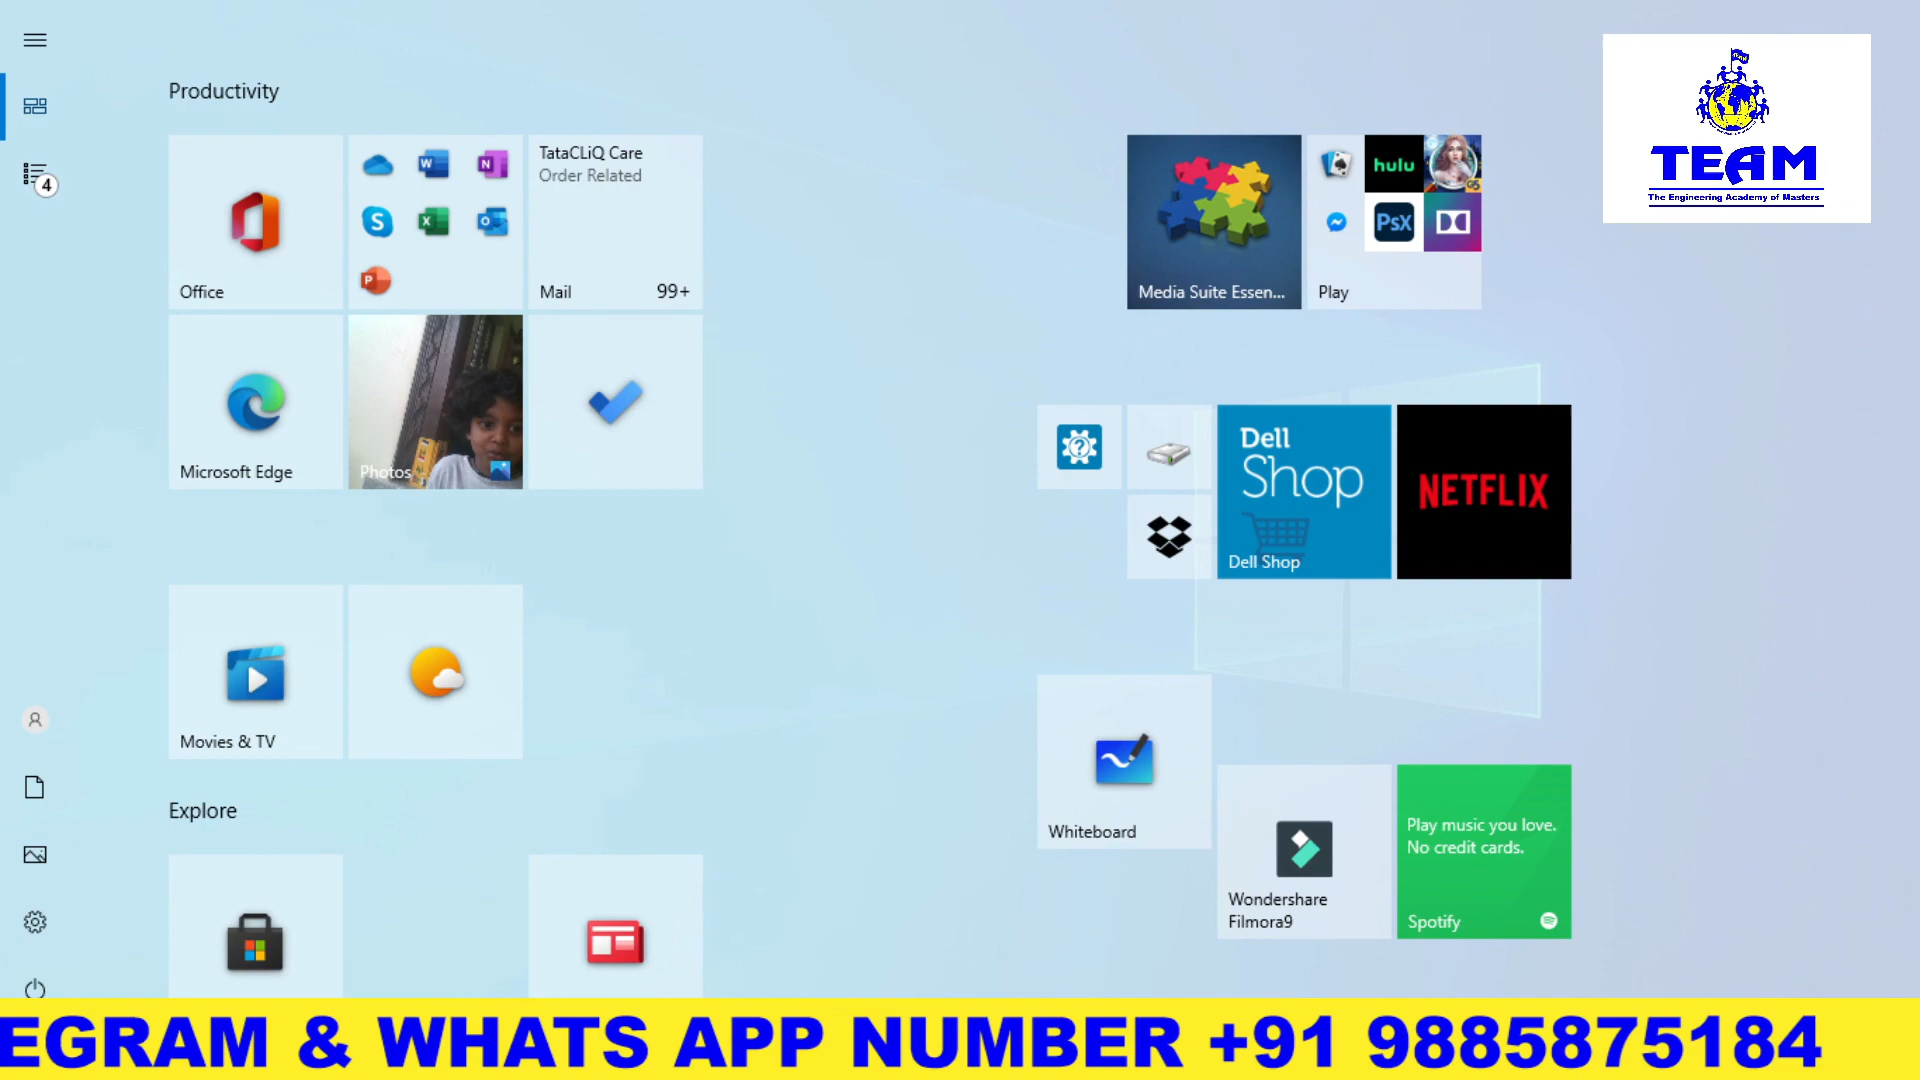 Productivity
4
Office
W
N
S
X
O
P
TataCLiQ Care
Order Related
Mail 99+
Microsoft Edge
Photos
Movies & TV
Explore
Media Suite Essen...
hulu
G5
PsX
Play
?
Dell
Shop
Dell Shop
NETFLIX
Whiteboard
Wondershare
Filmora9
Play music you love.
No credit cards.
Spotify
TEAM
The Engineering Academy of Masters
EGRAM & WHATS APP NUMBER +91 9885875184